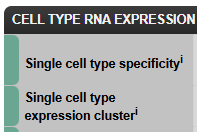 CELL TYPE RNA EXPRESSION
Single cell type specificityⁱ
Single cell type
expression clusterⁱ